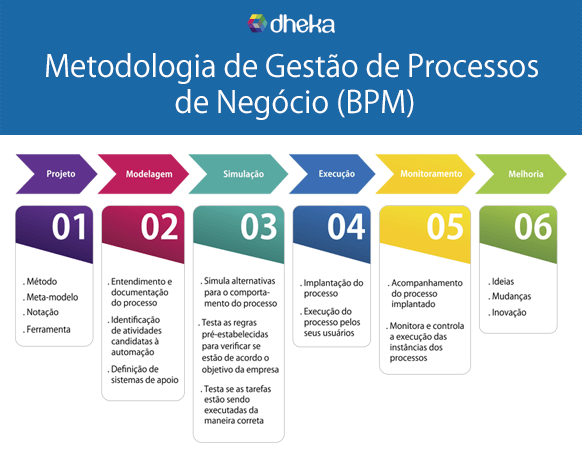 dheka
Metodologia de Gestão de Processos
de Negócio (BPM)
Projeto
Modelagem
Simulação
Execução
Monitoramento
Melhoria
01
. Método
. Meta-modelo
. Notação
. Ferramenta
02
. Entendimento e
documentação
do processo
. Identificação
de atividades
candidatas à
automação
. Definição de
sistemas de apoio
03
. Simula alternativas
para o comporta-
mento do processo
. Testa as regras
pré-estabelecidas
para verificar se
estão de acordo o
objetivo da empresa
. Testa se as tarefas
estão sendo
executadas da
maneira correta
04
. Implantação do
processo
. Execução do
processo pelos
seus usuários
05
. Acompanhamento
do processo
implantado
. Monitora e controla
a execução das
instâncias dos
processos
06
. Ideias
. Mudanças
. Inovação